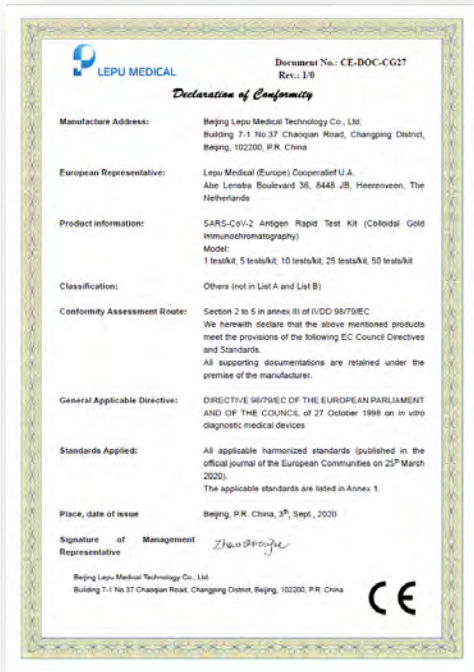 LEPU MEDICAL
Document No.: CE-DOC-CG27
Rev.: 1/0
Declaration of Conformity
Manufacture Address: Beijing Lepu Medical Technology Co., Ltd.
Building 7-1 No.37 Chaoqian Road, Changping District,
Beijing, 102200, P.R. China
European Representative: Lepu Medical (Europe) Cooperatief U.A.
Abe Lenstra Boulevard 36, 8448 JB, Heerenveen, The
Netherlands
Product information: SARS-CoV-2 Antigen Rapid Test Kit (Colloidal Gold
Immunochromatography)
Model:
1 test/kit; 5 tests/kit; 10 tests/kit; 25 tests/kit; 50 tests/kit
Classification: Others (not in List A and List B)
Conformity Assessment Route: Section 2 to 5 in annex III of IVDD 98/79/EC
We herewith declare that the above mentioned products
meet the provisions of the following EC Council Directives
and Standards.
All supporting documentations are retained under the
premise of the manufacturer.
General Applicable Directive: DIRECTIVE 98/79/EC OF THE EUROPEAN PARLIAMENT
AND OF THE COUNCIL of 27 October 1998 on in vitro
diagnostic medical devices
Standards Applied: All applicable harmonized standards (published in the
official journal of the European Communities on 25th March
2020).
The applicable standards are listed in Annex 1.
Place, date of issue Beijing, P.R. China, 3th, Sept., 2020
Signature of Management
Representative
Beijing Lepu Medical Technology Co., Ltd.
Building 7-1 No.37 Chaoqian Road, Changping District, Beijing, 102200, P.R. China
CE